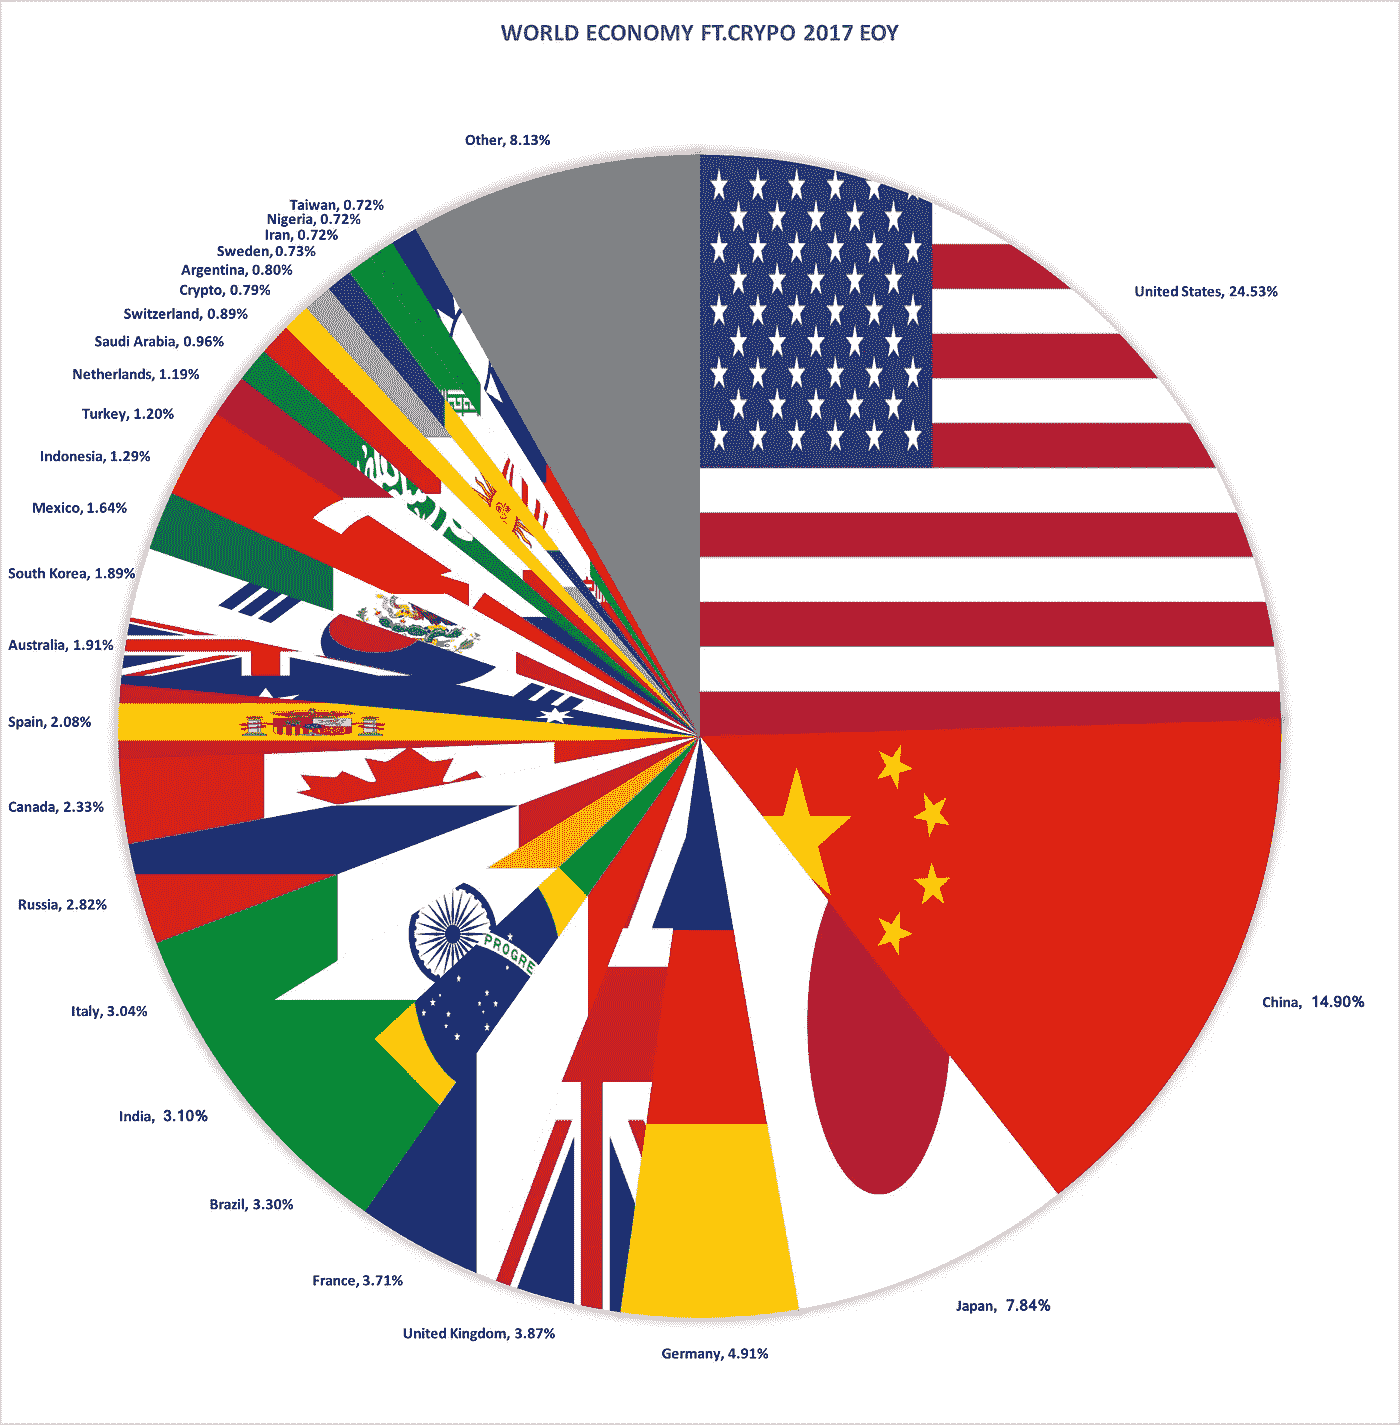 WORLD ECONOMY FT.CRYPO 2017 EOY
Other, 8.13%
Taiwan, 0.72%
Nigeria, 0.72%
Iran, 0.72%
Sweden, 0.73%
Argentina, 0.80%
Crypto, 0.79%
Switzerland, 0.89%
Saudi Arabia, 0.96%
Netherlands, 1.19%
Turkey, 1.20%
Indonesia, 1.29%
Mexico, 1.64%
South Korea, 1.89%
Australia, 1.91%
Spain, 2.08%
Canada, 2.33%
Russia, 2.82%
Italy, 3.04%
India, 3.10%
Brazil, 3.30%
France, 3.71%
United Kingdom, 3.87%
Germany, 4.91%
Japan, 7.84%
China, 14.90%
United States, 24.53%
PROGRE